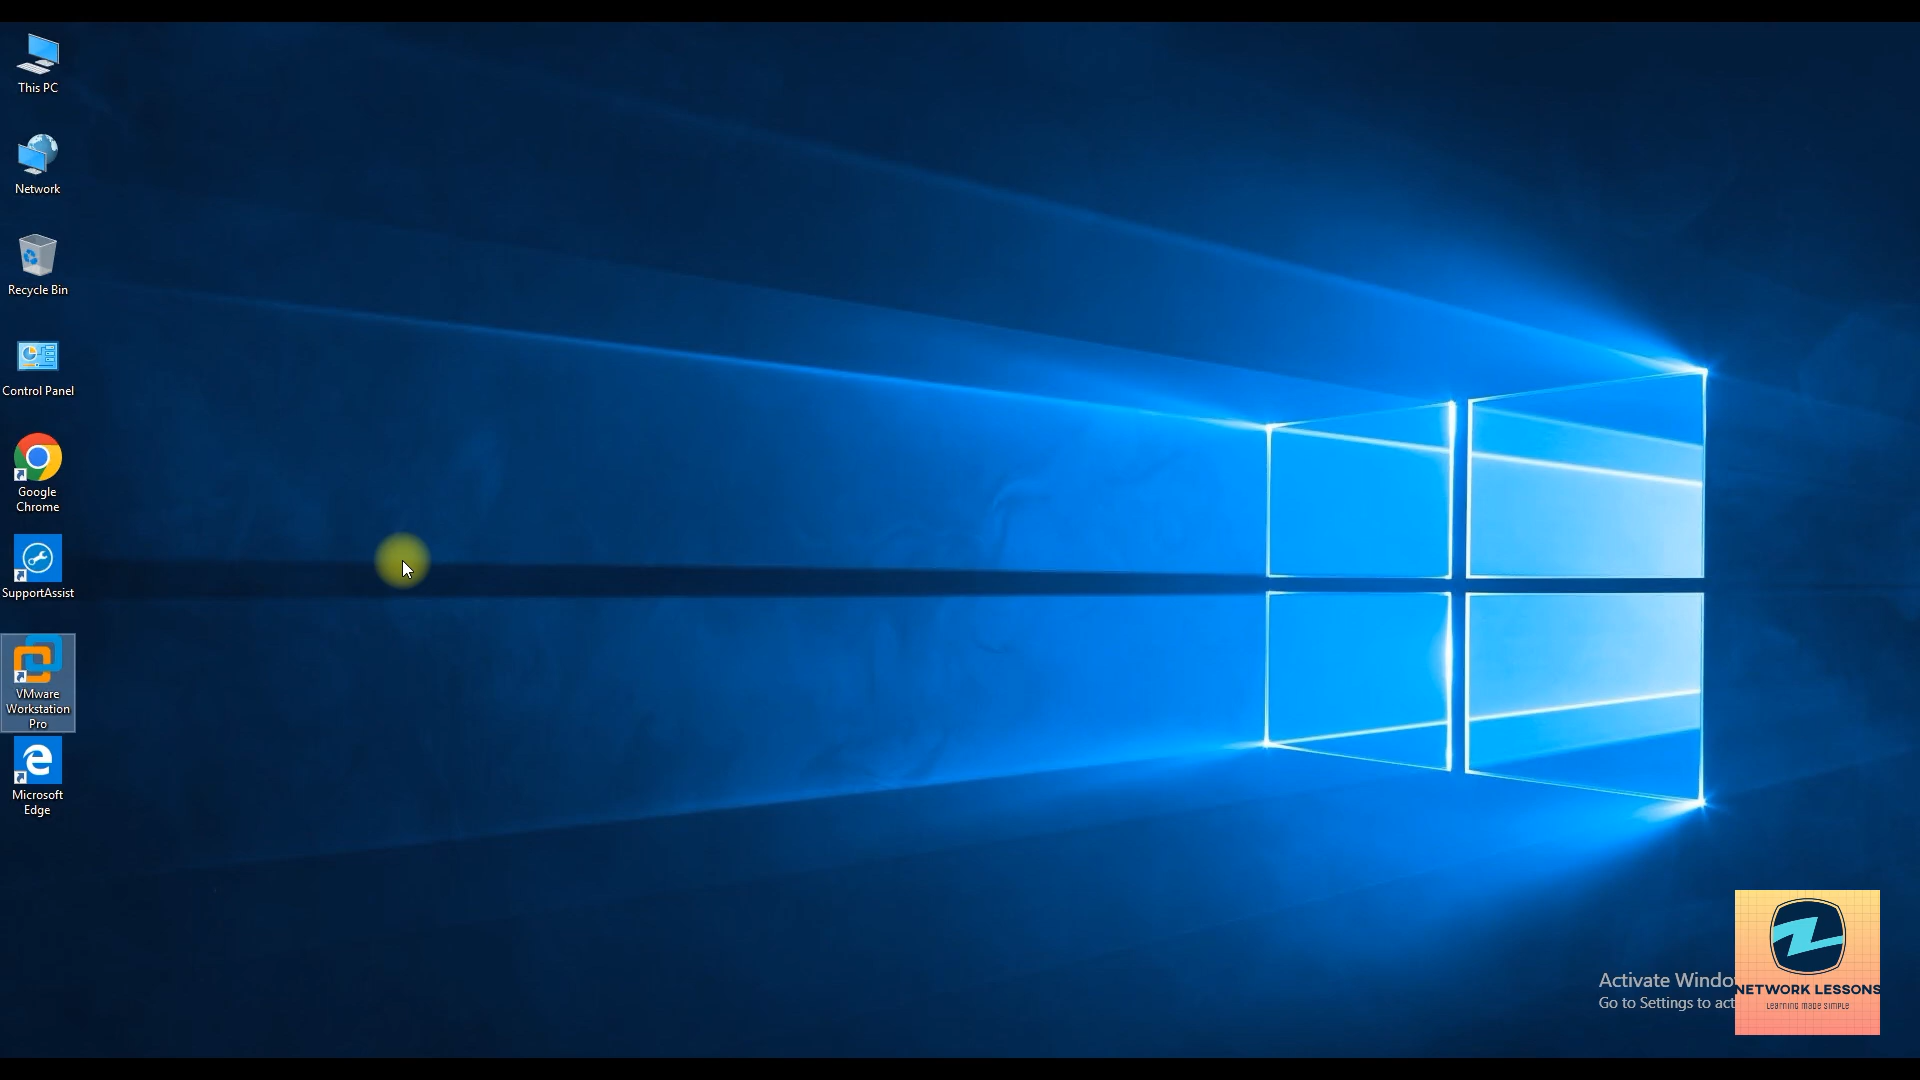 This PC
Network
Recycle Bin
Control Panel
Google
Chrome
SupportAssist
VMware
Workstation
Pro
Microsoft
Edge
Activate Windo
Go to Settings to act
NETWORK LESSONS
Learning made simple